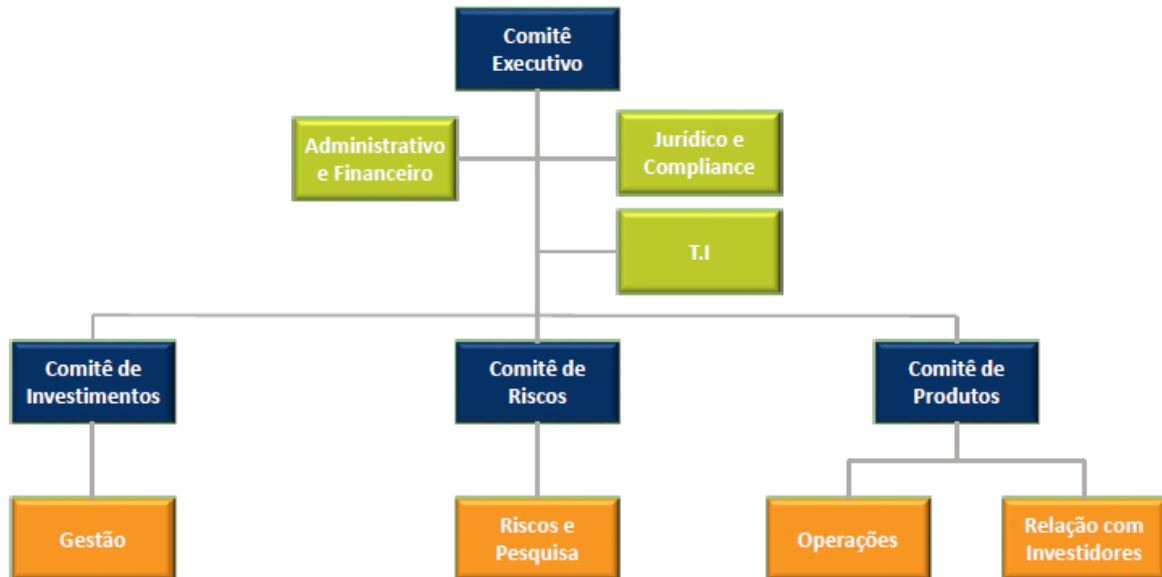 Comitê
Executivo
Administrativo
e Financeiro
Jurídico e
Compliance
T.I
Comitê de
Investimentos
Comitê de
Riscos
Comitê de
Produtos
Gestão
Riscos e
Pesquisa
Operações
Relação com
Investidores